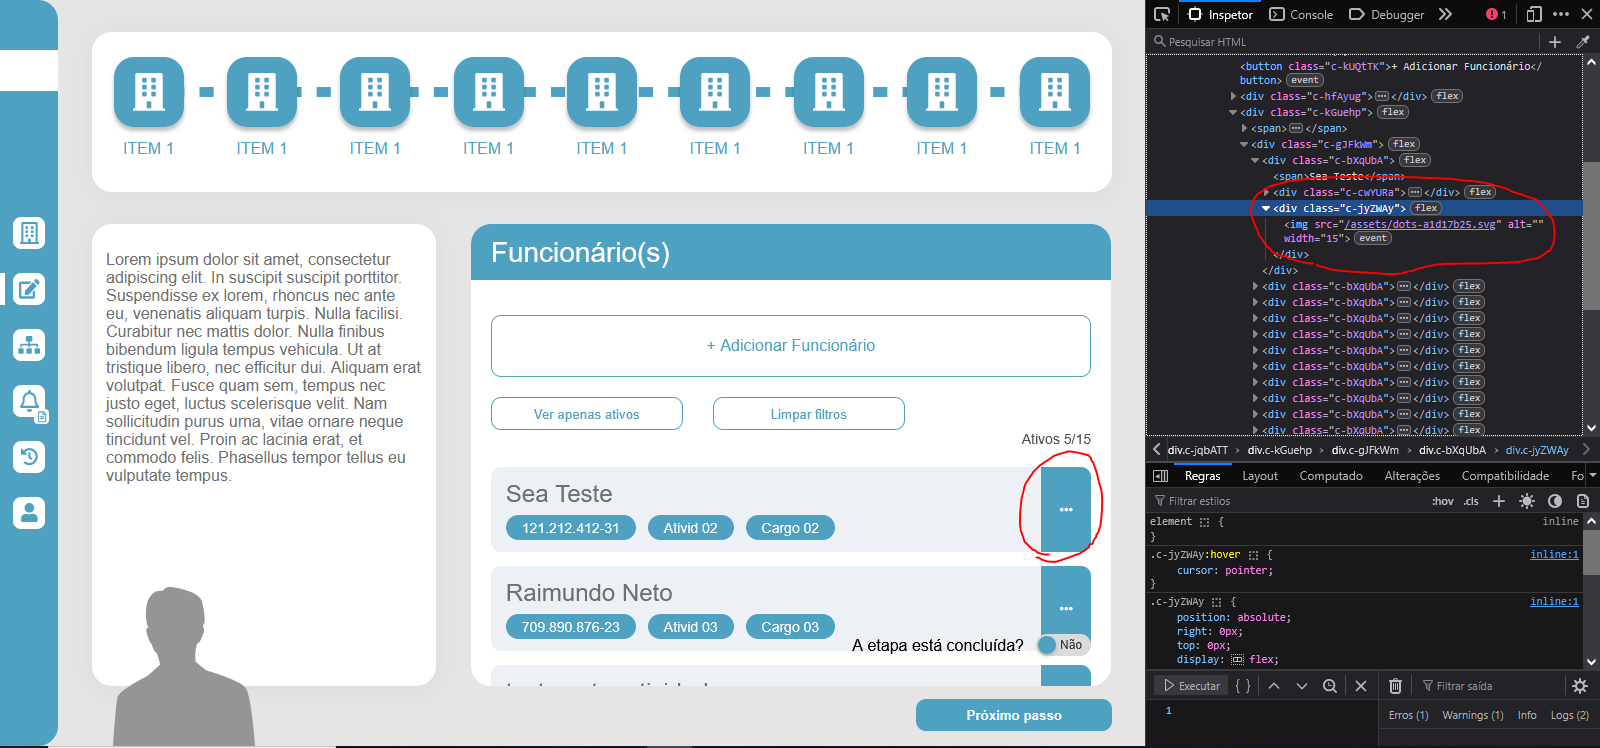 ITEM 1
ITEM 1
ITEM 1
ITEM 1
ITEM 1
ITEM 1
ITEM 1
ITEM 1
ITEM 1
Lorem ipsum dolor sit amet, consectetur
adipiscing elit. In suscipit suscipit porttitor.
Suspendisse ex lorem, rhoncus nec ante
eu, venenatis aliquam turpis. Nulla facilisi.
Curabitur nec mattis dolor. Nulla finibus
bibendum ligula tempus vehicula. Ut at
tristique libero, nec efficitur dui. Aliquam erat
volutpat. Fusce quam sem, tempus nec
justo eget, luctus scelerisque velit. Nam
sollicitudin purus urna, vitae ornare neque
tincidunt vel. Proin ac lacinia erat, et
commodo felis. Phasellus tempor tellus eu
vulputate tempus.
Funcionário(s)
+ Adicionar Funcionário
Ver apenas ativos
Limpar filtros
Ativos 5/15
Sea Teste
121.212.412-31 Ativid 02 Cargo 02
Raimundo Neto
709.890.876-23 Ativid 03 Cargo 03
A etapa está concluída? Não
Próximo passo
Inspetor Console Debugger 1
Pesquisar HTML
<button class="c-kUQtTK">+ Adicionar Funcionário</
button> event
<div class="c-hfAyug"></div> flex
<div class="c-kGuehp"> flex
<span></span>
<div class="c-gJFkWm"> flex
<div class="c-bXqUbA"> flex
<span>Sea Teste</span>
<div class="c-cwYURa"></div> flex
<div class="c-jyZWAy"> flex
<img src="/assets/dots-a1d17b25.svg" alt=""
width="15"> event
</div>
</div>
<div class="c-bXqUbA"></div> flex
<div class="c-bXqUbA"></div> flex
<div class="c-bXqUbA"></div> flex
<div class="c-bXqUbA"></div> flex
<div class="c-bXqUbA"></div> flex
<div class="c-bXqUbA"></div> flex
<div class="c-bXqUbA"></div> flex
<div class="c-bXqUbA"></div> flex
<div class="c-bXqUbA"></div> flex
<div class="c-bXqUbA"></div> flex
div.c-jqbATT > div.c-kGuehp > div.c-gJFkWm > div.c-bXqUbA > div.c-jyZWAy
Regras Layout Computado Alterações Compatibilidade Fo
Filtrar estilos :hov .cls
element { inline
}
.c-jyZWAy:hover { inline:1
cursor: pointer;
}
.c-jyZWAy { inline:1
position: absolute;
right: 0px;
top: 0px;
display: flex;
Executar { } Filtrar saída
1
Erros (1) Warnings (1) Info Logs (2)